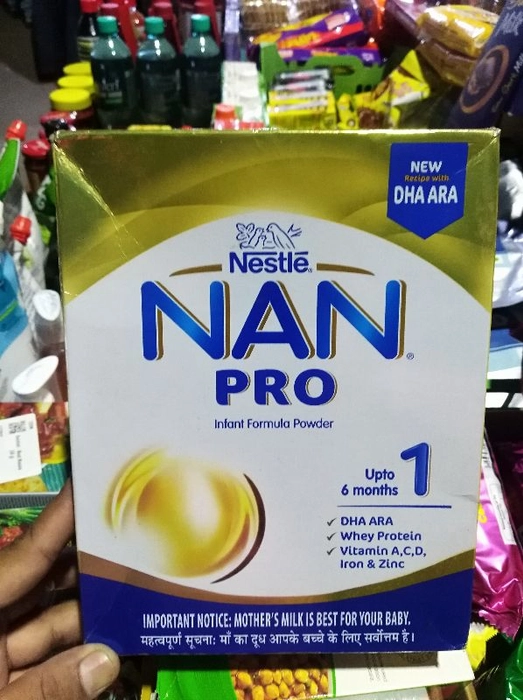 NEW
Recipe with
DHA ARA
Nestlé®
NAN®
PRO
Infant Formula Powder
Upto
6 months
1
✓ DHA ARA
✓ Whey Protein
✓ Vitamin A,C,D,
Iron & Zinc
IMPORTANT NOTICE: MOTHER'S MILK IS BEST FOR YOUR BABY.
महत्वपूर्ण सूचना: माँ का दूध आपके बच्चे के लिए सर्वोत्तम है।